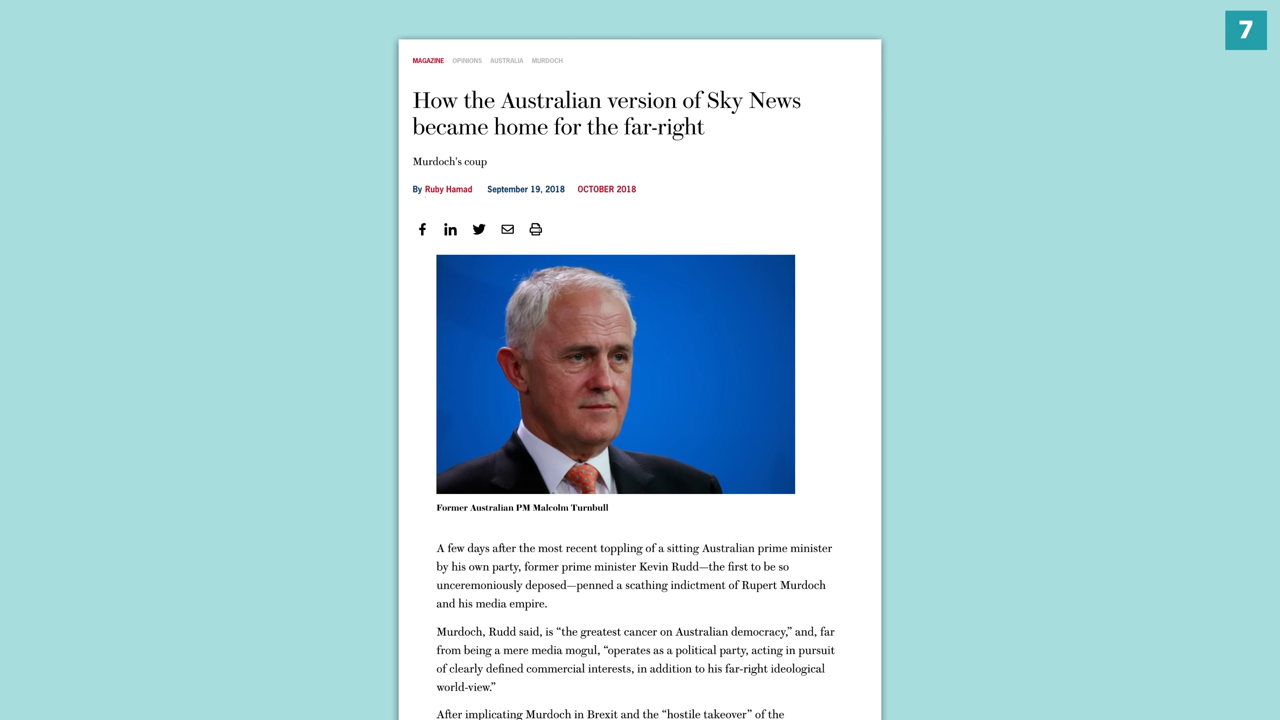 7
MAGAZINE OPINIONS AUSTRALIA MURDOCH
How the Australian version of Sky News
became home for the far-right
Murdoch's coup
By Ruby Hamad September 19, 2018 OCTOBER 2018
Former Australian PM Malcolm Turnbull
A few days after the most recent toppling of a sitting Australian prime minister
by his own party, former prime minister Kevin Rudd—the first to be so
unceremoniously deposed—penned a scathing indictment of Rupert Murdoch
and his media empire.
Murdoch, Rudd said, is “the greatest cancer on Australian democracy,” and, far
from being a mere media mogul, “operates as a political party, acting in pursuit
of clearly defined commercial interests, in addition to his far-right ideological
world-view.”
After implicating Murdoch in Brexit and the “hostile takeover” of the